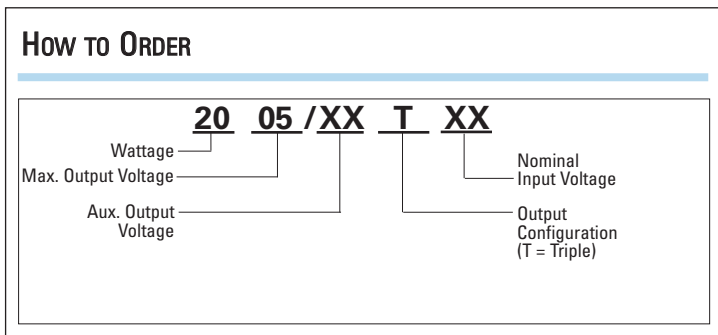 HOW TO ORDER
20 05 /XX T XX
Wattage
Max. Output Voltage
Aux. Output
Voltage
Nominal
Input Voltage
Output
Configuration
(T = Triple)